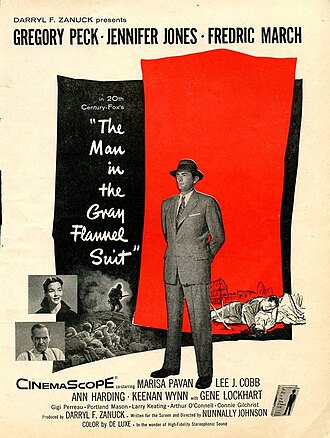 DARRYL F. ZANUCK presents
GREGORY PECK · JENNIFER JONES · FREDRIC MARCH
in 20th
Century-Fox's
"The
Man
in
the
Gray
Flannel
Suit"
CINEMASCOPE costarring MARISA PAVAN · LEE J. COBB
ANN HARDING · KEENAN WYNN with GENE LOCKHART
Gigi Perreau · Portland Mason · Larry Keating · Arthur O'Connell · Connie Gilchrist
Produced by DARRYL F. ZANUCK · Written for the Screen and Directed by NUNNALLY JOHNSON
COLOR by DE LUXE · In the wonder of High-Fidelity Stereophonic Sound